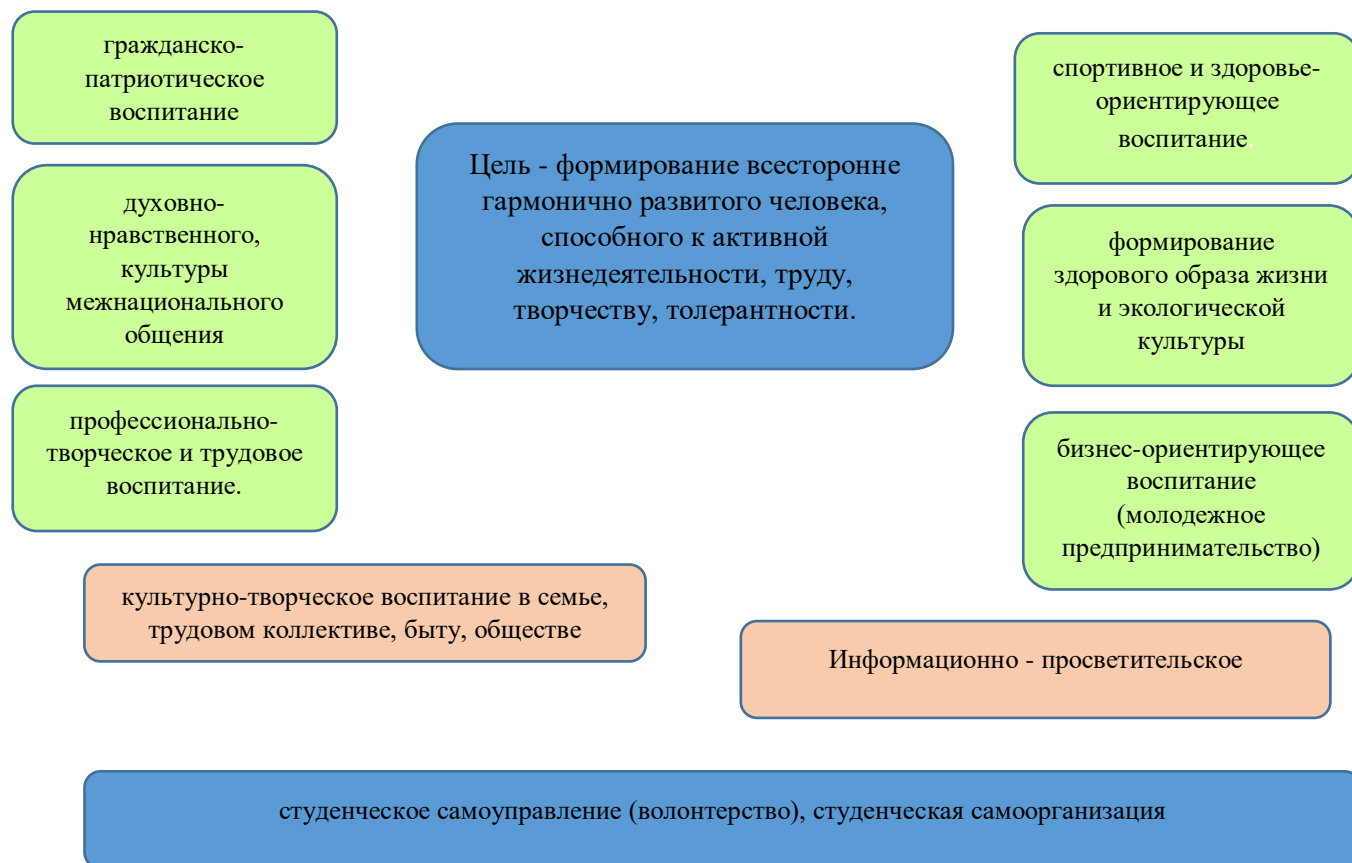 гражданско-
патриотическое
воспитание
духовно-
нравственного,
культуры
межнационального
общения
профессионально-
творческое и трудовое
воспитание.
Цель - формирование всесторонне
гармонично развитого человека,
способного к активной
жизнедеятельности, труду,
творчеству, толерантности.
спортивное и здоровье-
ориентирующее
воспитание.
формирование
здорового образа жизни
и экологической
культуры
бизнес-ориентирующее
воспитание
(молодежное
предпринимательство)
культурно-творческое воспитание в семье,
трудовом коллективе, быту, обществе
Информационно - просветительское
студенческое самоуправление (волонтерство), студенческая самоорганизация